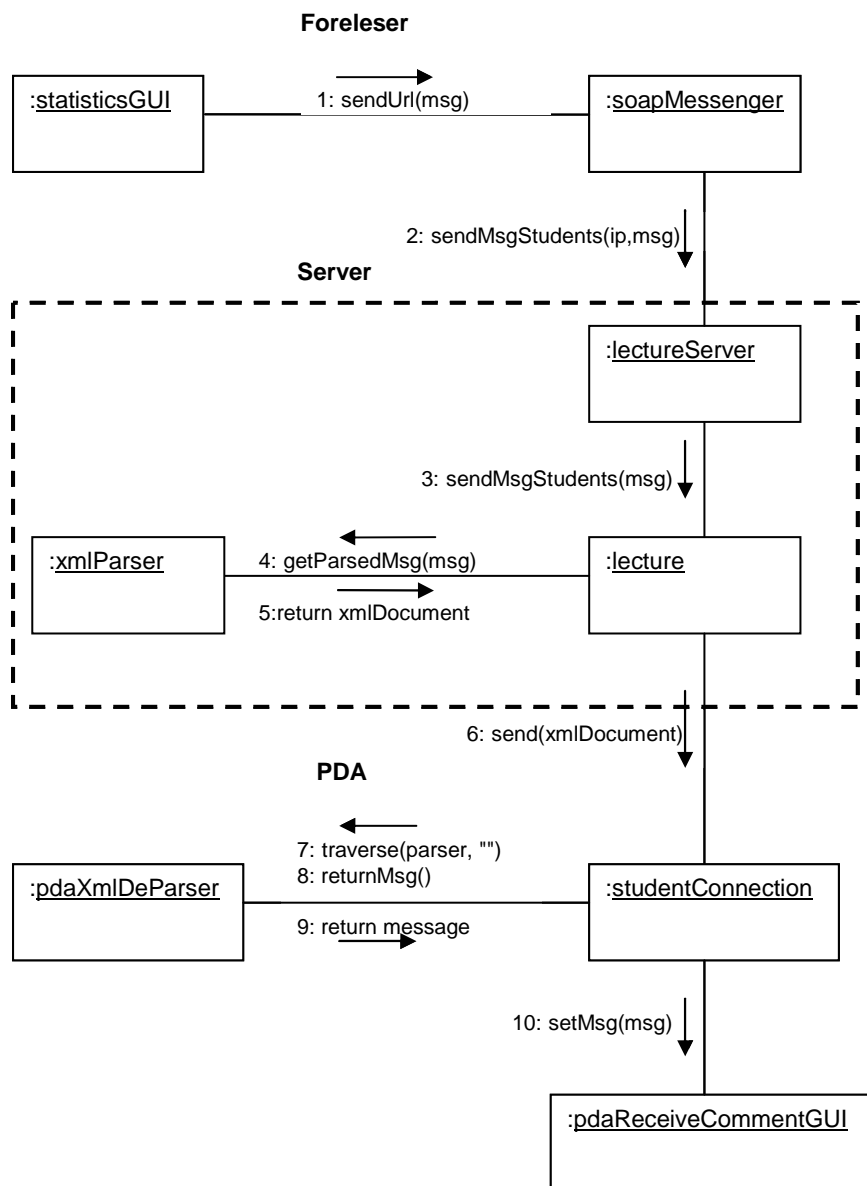 Foreleser
:statisticsGUI
1: sendUrl(msg)
:soapMessenger
2: sendMsgStudents(ip,msg)
Server
:lectureServer
3: sendMsgStudents(msg)
:xmlParser
4: getParsedMsg(msg)
:lecture
5:return xmlDocument
6: send(xmlDocument)
PDA
7: traverse(parser, "")
8: returnMsg()
:pdaXmlDeParser
:studentConnection
9: return message
10: setMsg(msg)
:pdaReceiveCommentGUI